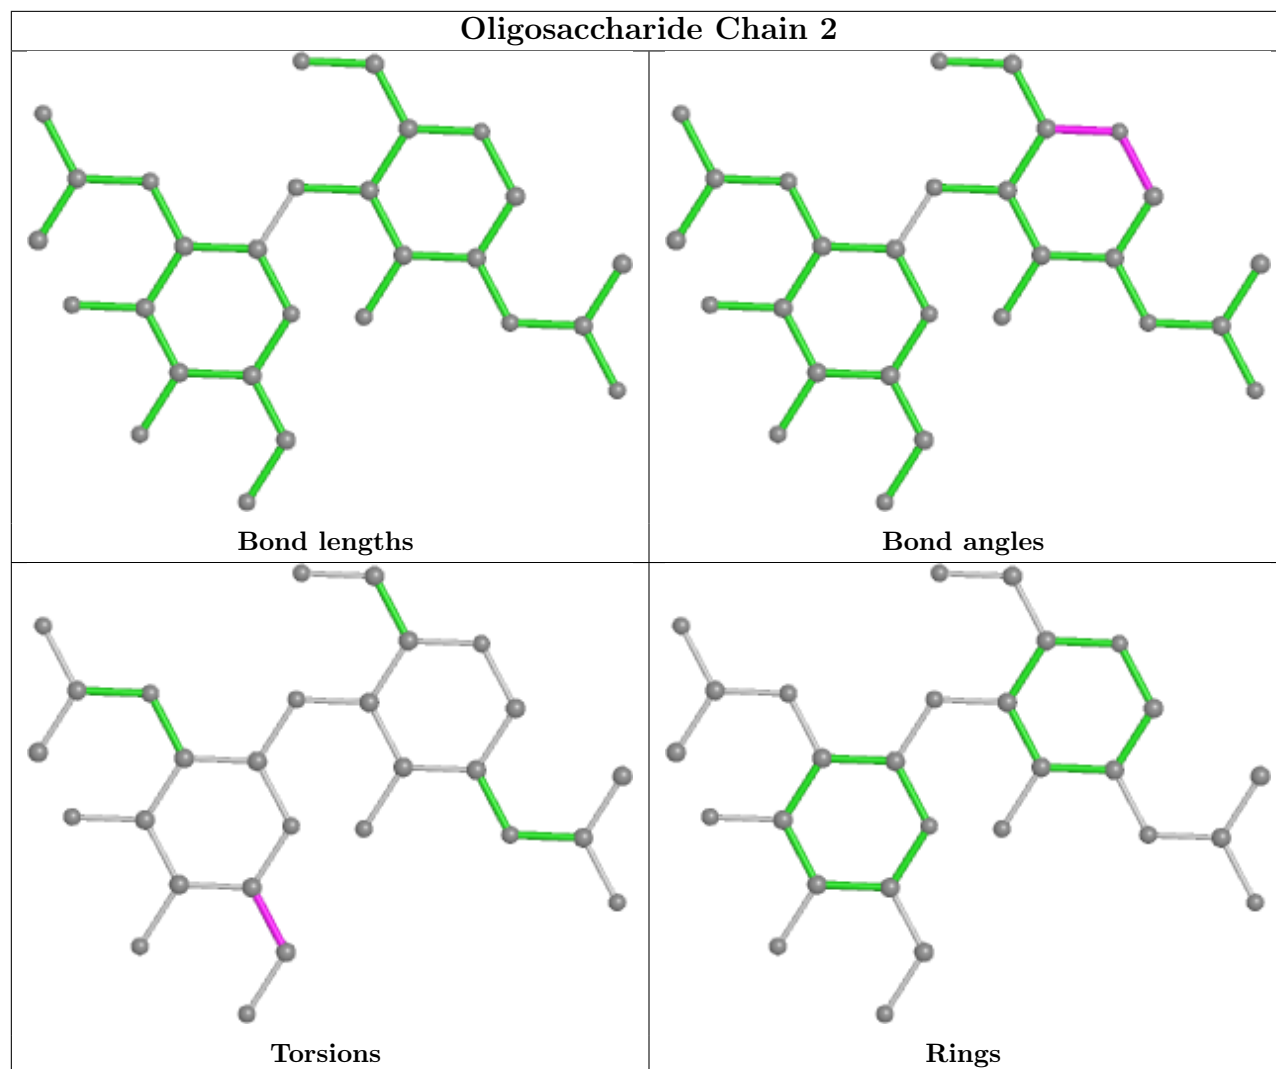 Oligosaccharide Chain 2
Bond lengths
Bond angles
Torsions
Rings